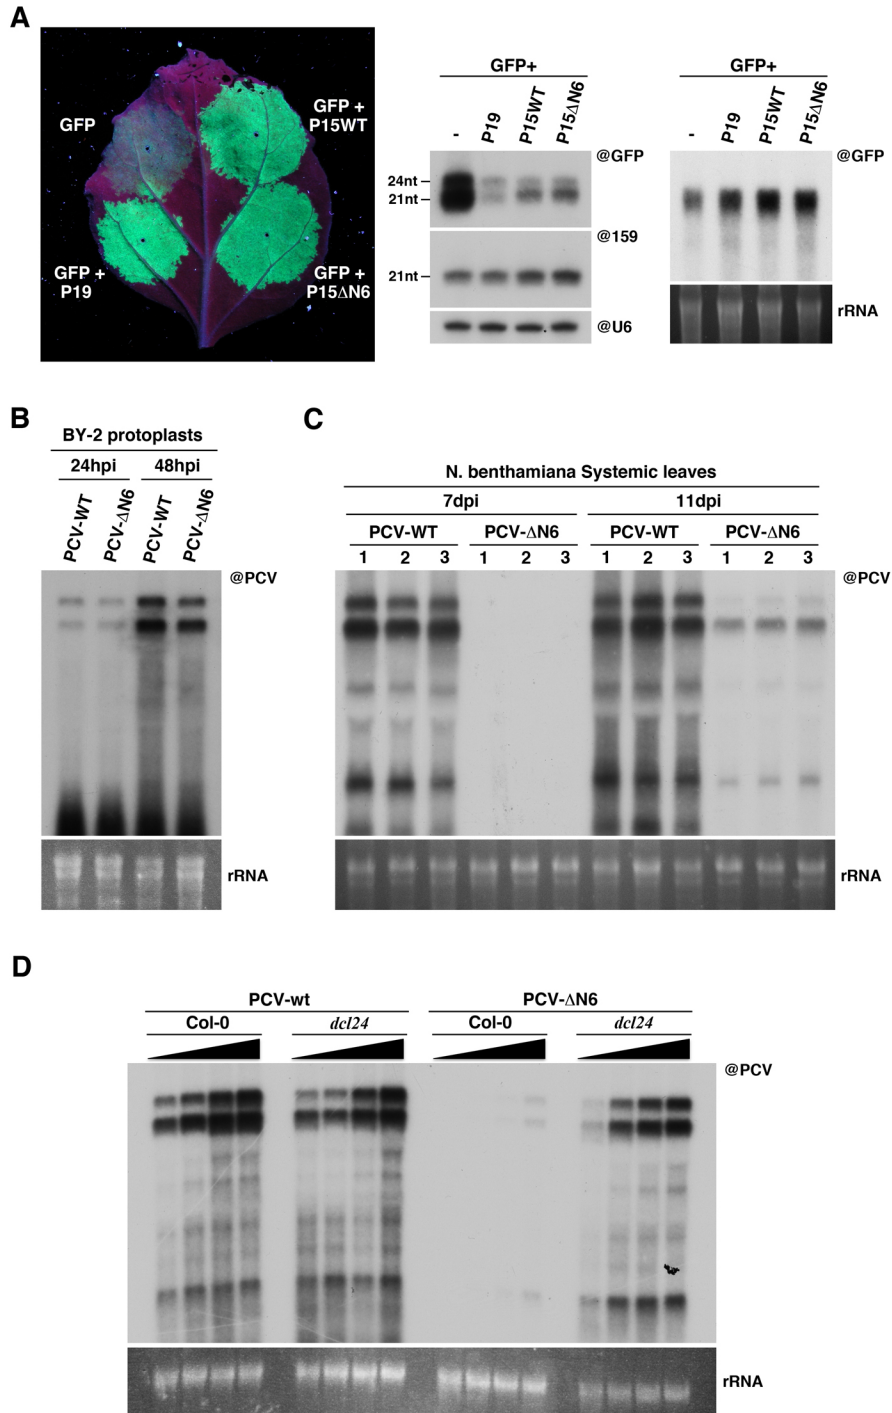 A
GFP
GFP +
P15WT
GFP +
P19
GFP +
P15ΔN6
GFP+
-
P19
P15WT
P15ΔN6
@GFP
24nt
21nt
@159
21nt
@U6
GFP+
-
P19
P15WT
P15ΔN6
@GFP
rRNA
B
BY-2 protoplasts
24hpi 48hpi
PCV-WT
PCV-ΔN6
PCV-WT
PCV-ΔN6
@PCV
rRNA
C
N. benthamiana Systemic leaves
7dpi 11dpi
PCV-WT PCV-ΔN6 PCV-WT PCV-ΔN6
1 2 3 1 2 3 1 2 3 1 2 3
@PCV
rRNA
D
PCV-wt PCV-ΔN6
Col-0 dcl24 Col-0 dcl24
@PCV
rRNA